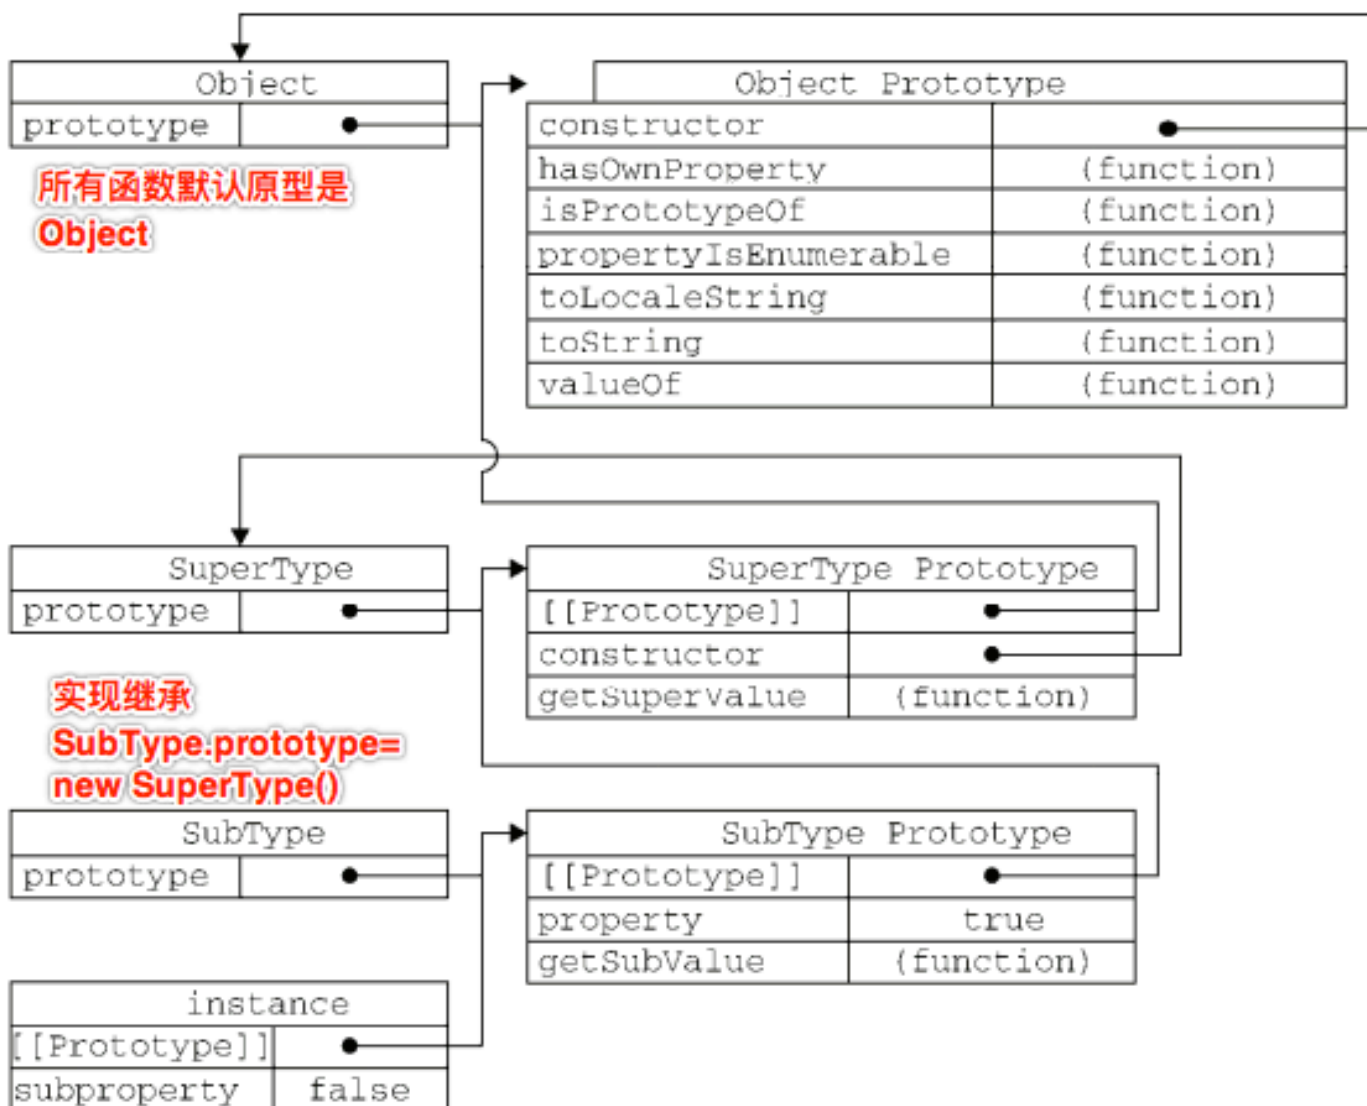 Object
prototype
所有函数默认原型是
Object
Object Prototype
constructor
hasOwnProperty (function)
isPrototypeOf (function)
propertyIsEnumerable (function)
toLocaleString (function)
toString (function)
valueOf (function)
SuperType
prototype
SuperType Prototype
[[Prototype]]
constructor
getSuperValue (function)
实现继承
SubType.prototype=
new SuperType()
SubType
prototype
SubType Prototype
[[Prototype]]
property true
getSubValue (function)
instance
[[Prototype]]
subproperty false